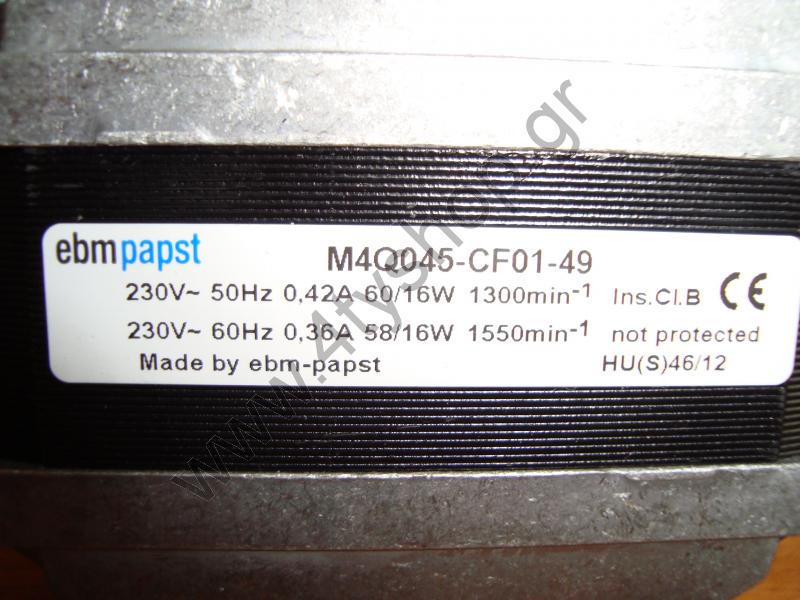 ebmpapst
M4Q045-CF01-49
230V~ 50Hz 0,42A 60/16W 1300min-1 Ins.Cl.B CE
230V~ 60Hz 0,36A 58/16W 1550min-1 not protected
Made by ebm-papst HU(S)46/12
www.4tyshop.gr